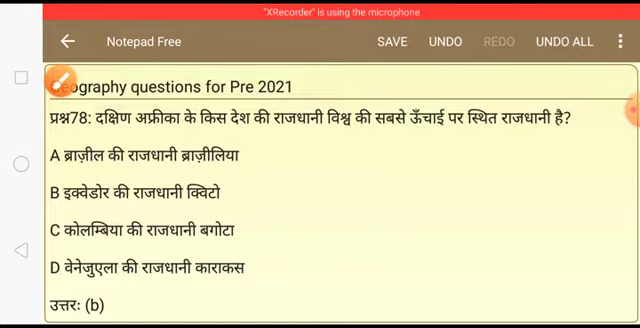 "XRecorder" is using the microphone
Notepad Free SAVE UNDO REDO UNDO ALL
eography questions for Pre 2021
प्रश्न78: दक्षिण अफ्रीका के किस देश की राजधानी विश्व की सबसे ऊँचाई पर स्थित राजधानी है?
A ब्राज़ील की राजधानी ब्राज़ीलिया
B इक्वेडोर की राजधानी क्विटो
C कोलम्बिया की राजधानी बगोटा
D वेनेजुएला की राजधानी काराकस
उत्तरः (b)